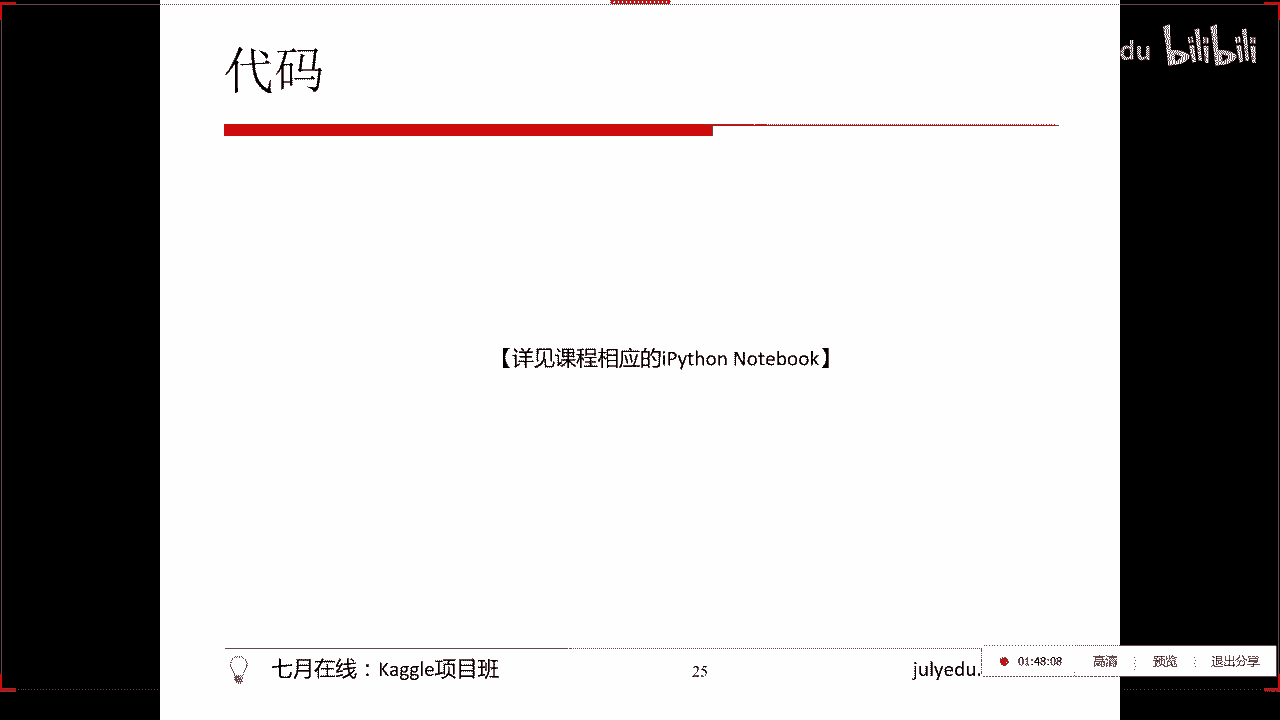 du bilibili
代码
【详见课程相应的iPython Notebook】
七月在线：Kaggle项目班
25
julyedu.
01:48:08
高清
预览
退出分享